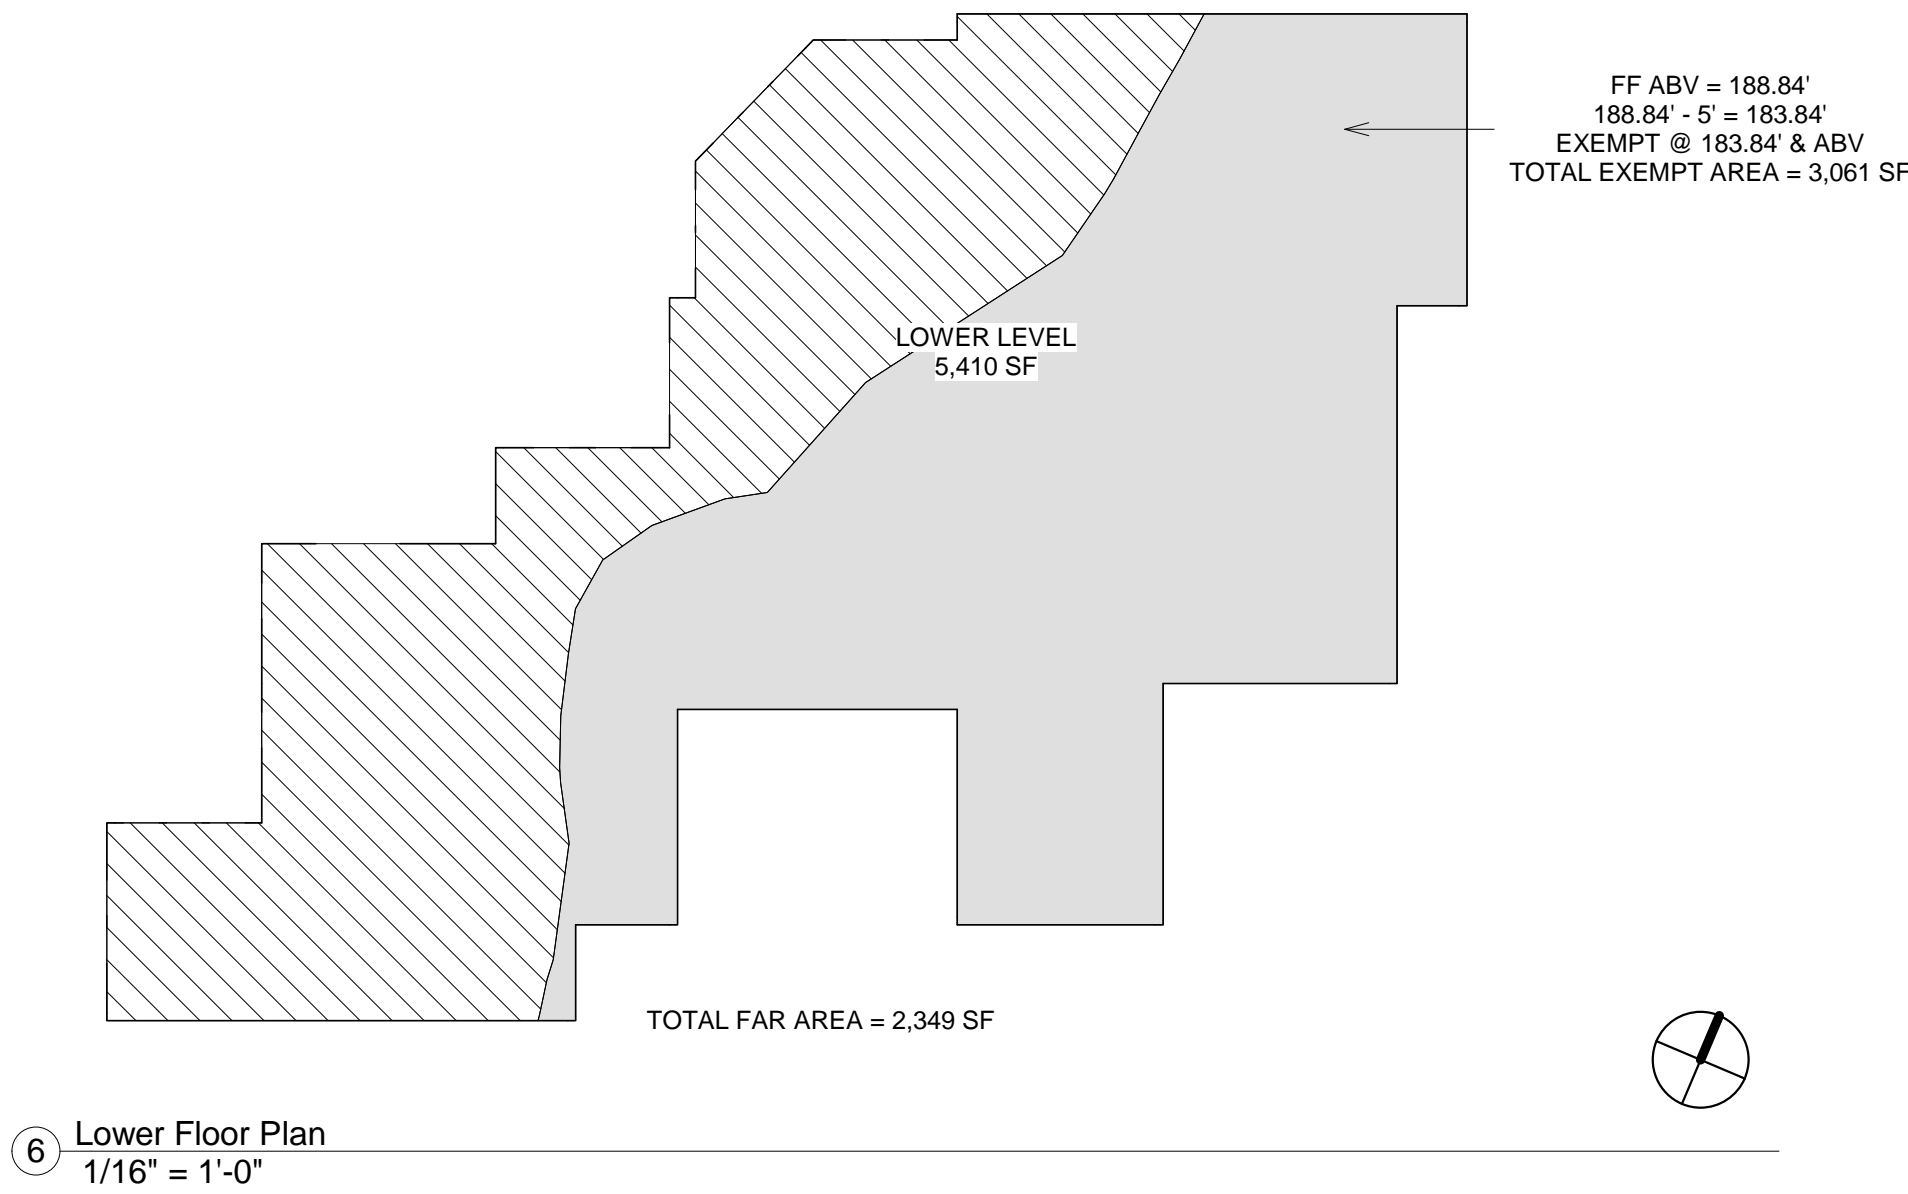 FF ABV = 188.84'
188.84' - 5' = 183.84'
EXEMPT @ 183.84' & ABV
TOTAL EXEMPT AREA = 3,061 SF
LOWER LEVEL
5,410 SF
TOTAL FAR AREA = 2,349 SF
6
Lower Floor Plan
1/16" = 1'-0"